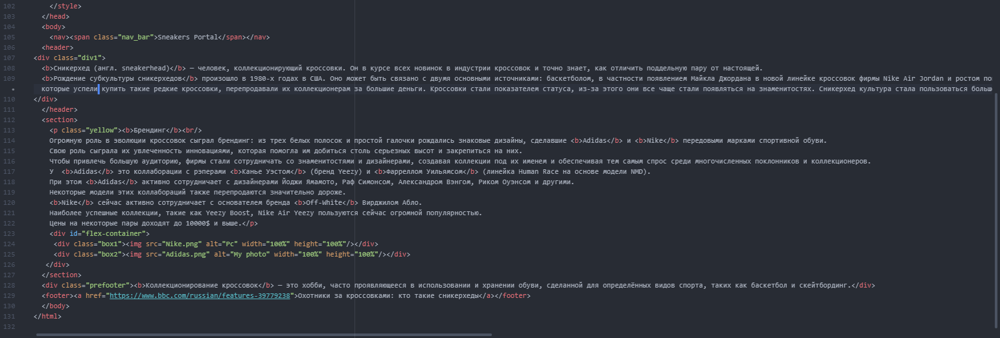 102 </style>
103 </head>
104 <body>
105 <nav><span class="nav_bar">Sneakers Portal</span></nav>
106 <header>
107 <div class="div1">
108 <b>Сникерхед (англ. sneakerhead)</b> — человек, коллекционирующий кроссовки. Он в курсе всех новинок в индустрии кроссовок и точно знает, как отличить поддельную пару от настоящей.
109 <b>Рождение субкультуры сникерхедов</b> произошло в 1980-х годах в США. Оно может быть связано с двумя основными источниками: баскетболом, в частности появлением Майкла Джордана в новой линейке кроссовок фирмы Nike Air Jordan и ростом
• которые успели купить такие редкие кроссовки, перепродавали их коллекционерам за большие деньги. Кроссовки стали показателем статуса, из-за этого они все чаще стали появляться на знаменитостях. Сникерхед культура стала пользоваться
110 </div>
111 </header>
112 <section>
113 <p class="yellow"><b>Брендинг</b><br/>
114 Огромную роль в эволюции кроссовок сыграл брендинг: из трех белых полосок и простой галочки рождались знаковые дизайны, сделавшие <b>Adidas</b> и <b>Nike</b> передовыми марками спортивной обуви.
115 Свою роль сыграла их увлеченность инновациями, которая помогла им добиться столь серьезных высот и закрепиться на них.
116 Чтобы привлечь большую аудиторию, фирмы стали сотрудничать со знаменитостями и дизайнерами, создавая коллекции под их именем и обеспечивая тем самым спрос среди многочисленных поклонников и коллекционеров.
117 У <b>Adidas</b> это коллаборации с рэперами <b>Канье Уэстом</b> (бренд Yeezy) и <b>Фарреллом Уильямсом</b> (линейка Human Race на основе модели NMD).
118 При этом <b>Adidas</b> активно сотрудничает с дизайнерами Йоджи Ямамото, Раф Симонсом, Александром Вэнгом, Риком Оуэнсом и другими.
119 Некоторые модели этих коллабораций также перепродаются значительно дороже.
120 <b>Nike</b> сейчас активно сотрудничает с основателем бренда <b>Off-White</b> Вирджилом Абло.
121 Наиболее успешные коллекции, такие как Yeezy Boost, Nike Air Yeezy пользуются сейчас огромной популярностью.
122 Цены на некоторые пары доходят до 10000$ и выше.</p>
123 <div id="flex-container">
124 <div class="box1"><img src="Nike.png" alt="Pc" width="100%" height="100%"/></div>
125 <div class="box2"><img src="Adidas.png" alt="My photo" width="100%" height="100%"/></div>
126 </div>
127 </section>
128 <div class="prefooter"><b>Коллекционирование кроссовок</b> — это хобби, часто проявляющееся в использовании и хранении обуви, сделанной для определённых видов спорта, таких как баскетбол и скейтбординг.</div>
129 <footer><a href="https://www.bbc.com/russian/features-39779238">Охотники за кроссовками: кто такие сникерхеды</a></footer>
130 </body>
131 </html>
132